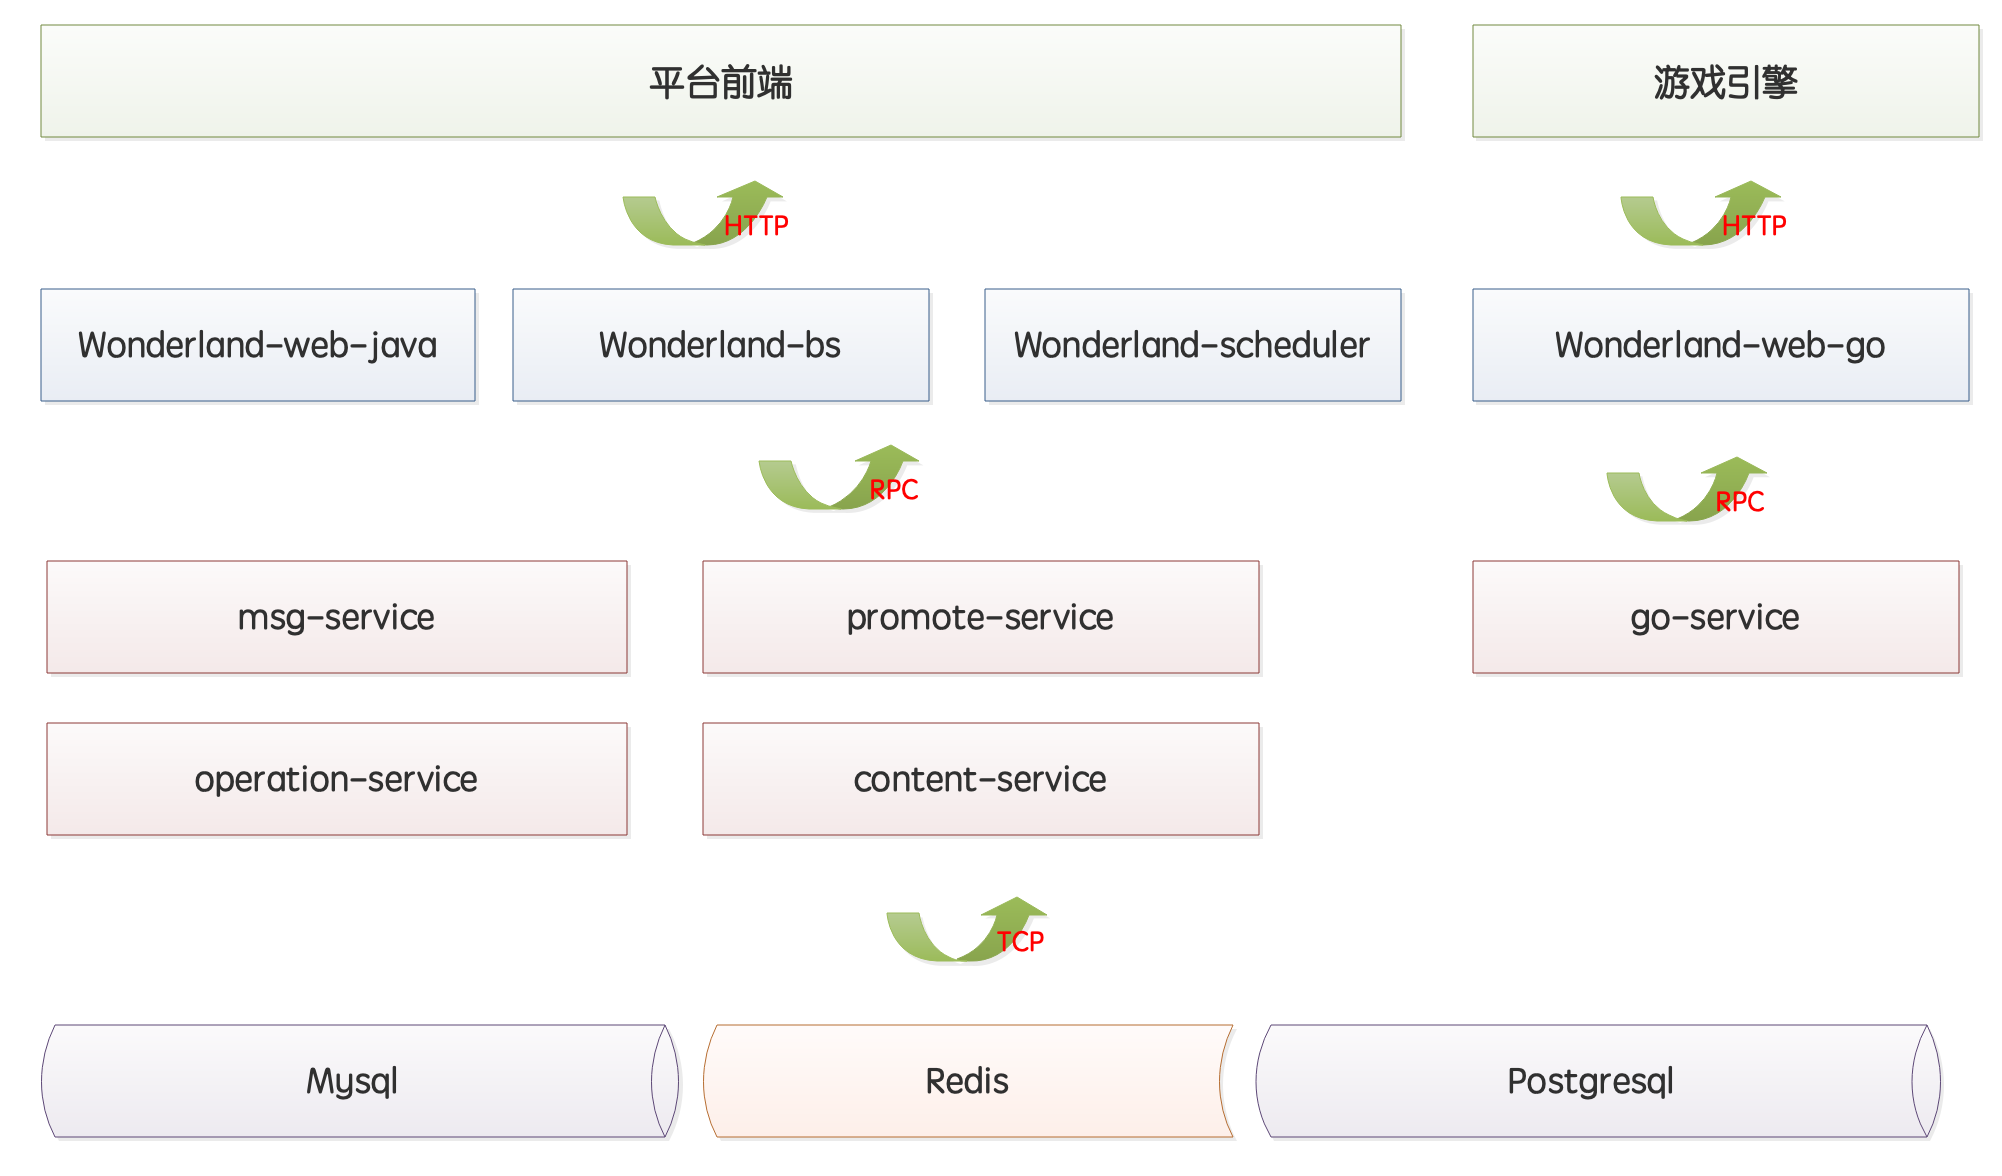 平台前端
游戏引擎
HTTP
HTTP
Wonderland-web-java
Wonderland-bs
Wonderland-scheduler
Wonderland-web-go
RPC
RPC
msg-service
promote-service
go-service
operation-service
content-service
TCP
Mysql
Redis
Postgresql